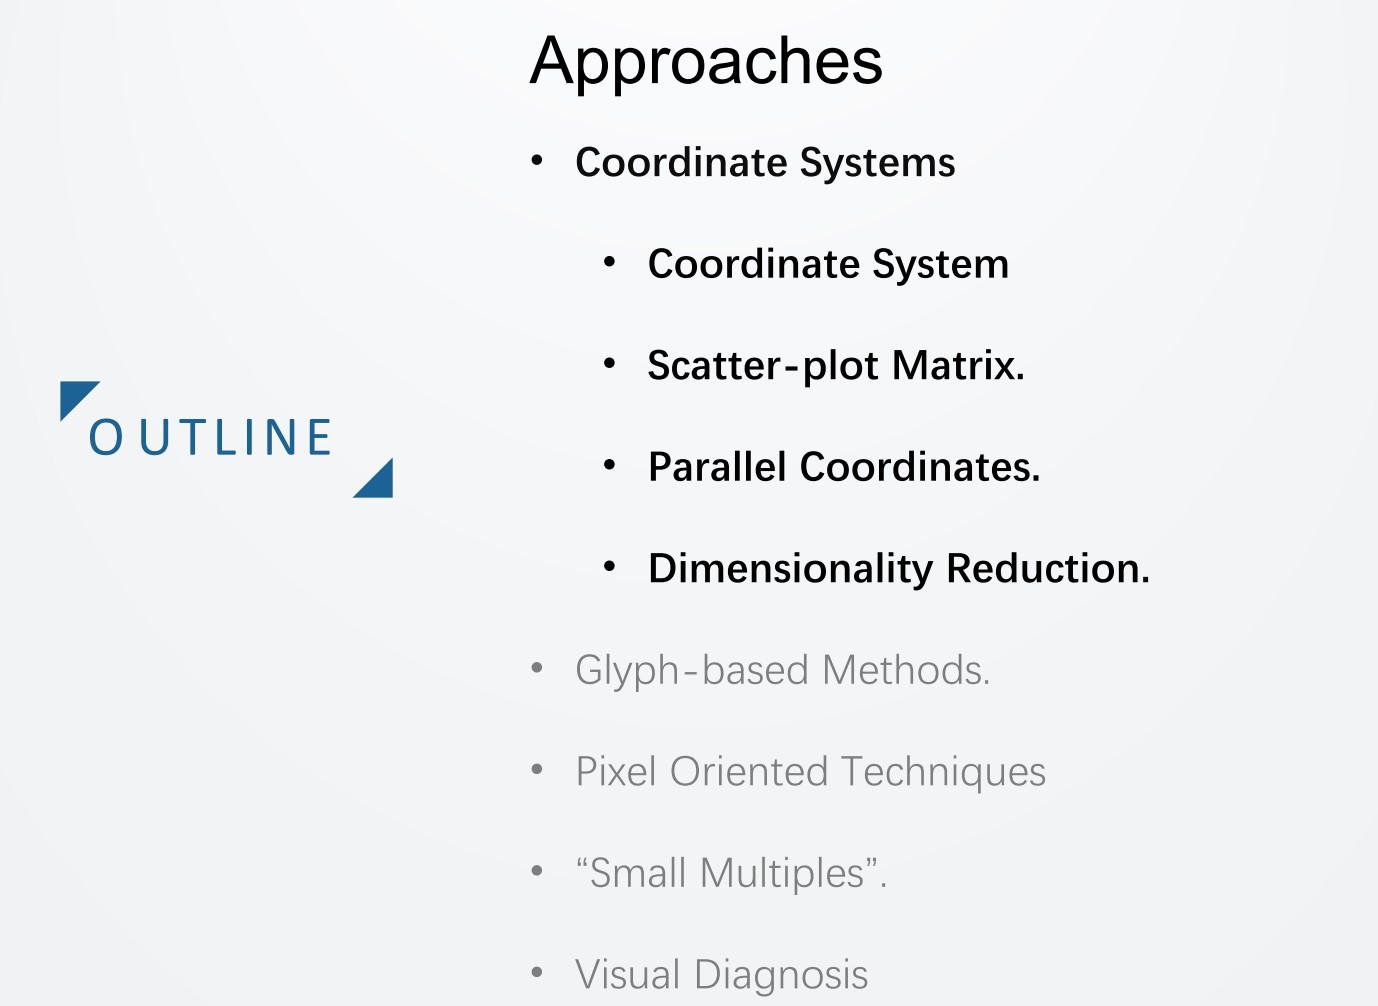 Approaches
• Coordinate Systems
• Coordinate System
• Scatter-plot Matrix.
OUTLINE
• Parallel Coordinates.
• Dimensionality Reduction.
• Glyph-based Methods.
• Pixel Oriented Techniques
• “Small Multiples”.
• Visual Diagnosis